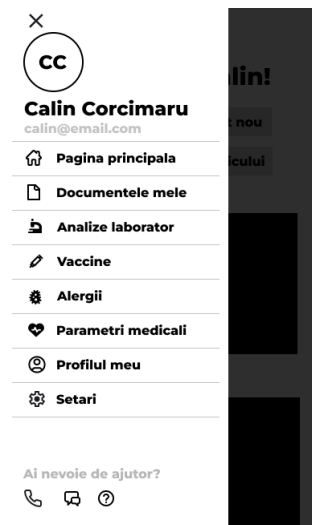 CC
Calin Corcimaru
calin@email.com
Pagina principala
Documentele mele
Analize laborator
Vaccine
Alergii
Parametri medicali
Profilul meu
Setari
Ai nevoie de ajutor?
nou